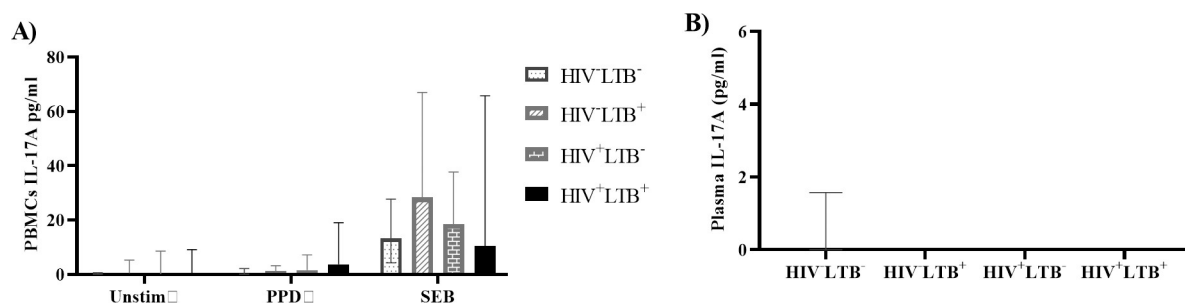 A)
PBMCs IL-17A pg/ml
80
60
40
20
0
Unstim□
PPD□
SEB
HIV⁻LTB⁻
HIV⁻LTB⁺
HIV⁺LTB⁻
HIV⁺LTB⁺
B)
Plasma IL-17A (pg/ml)
6
4
2
0
HIV⁻LTB⁻
HIV⁻LTB⁺
HIV⁺LTB⁻
HIV⁺LTB⁺